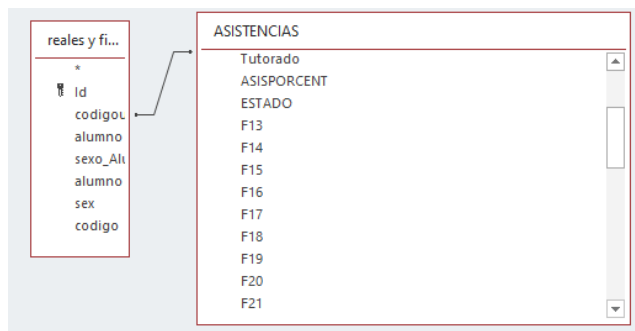 reales y fi...
*
Id
codigou
alumno
sexo_Alu
alumno
sex
codigo
ASISTENCIAS
Tutorado
ASISPORCENT
ESTADO
F13
F14
F15
F16
F17
F18
F19
F20
F21